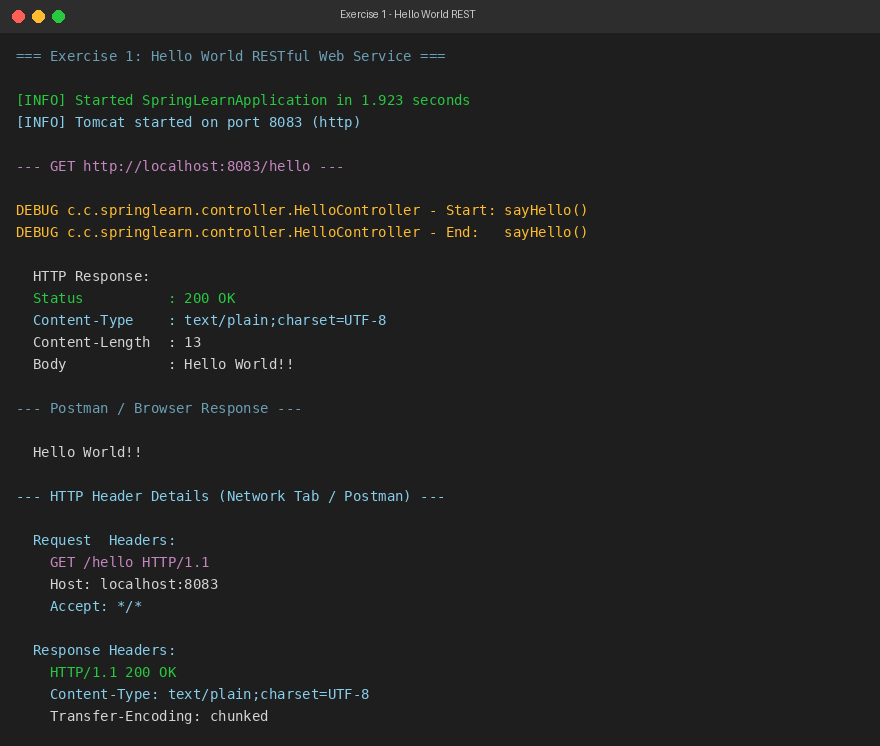 Exercise 1 - Hello World REST
=== Exercise 1: Hello World RESTful Web Service ===
[INFO] Started SpringLearnApplication in 1.923 seconds
[INFO] Tomcat started on port 8083 (http)
--- GET http://localhost:8083/hello ---
DEBUG c.c.springlearn.controller.HelloController - Start: sayHello()
DEBUG c.c.springlearn.controller.HelloController - End:   sayHello()
HTTP Response:
Status          : 200 OK
Content-Type    : text/plain;charset=UTF-8
Content-Length  : 13
Body            : Hello World!!
--- Postman / Browser Response ---
Hello World!!
--- HTTP Header Details (Network Tab / Postman) ---
Request  Headers:
GET /hello HTTP/1.1
Host: localhost:8083
Accept: */*
Response Headers:
HTTP/1.1 200 OK
Content-Type: text/plain;charset=UTF-8
Transfer-Encoding: chunked